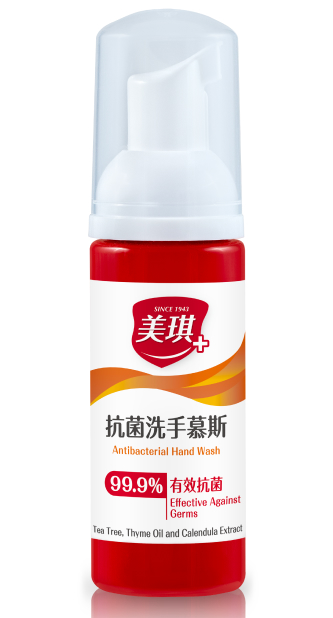 SINCE 1943
美琪
抗菌洗手慕斯
Antibacterial Hand Wash
99.9% 有效抗菌
Effective Against
Germs
Tea Tree, Thyme Oil and Calendula Extract